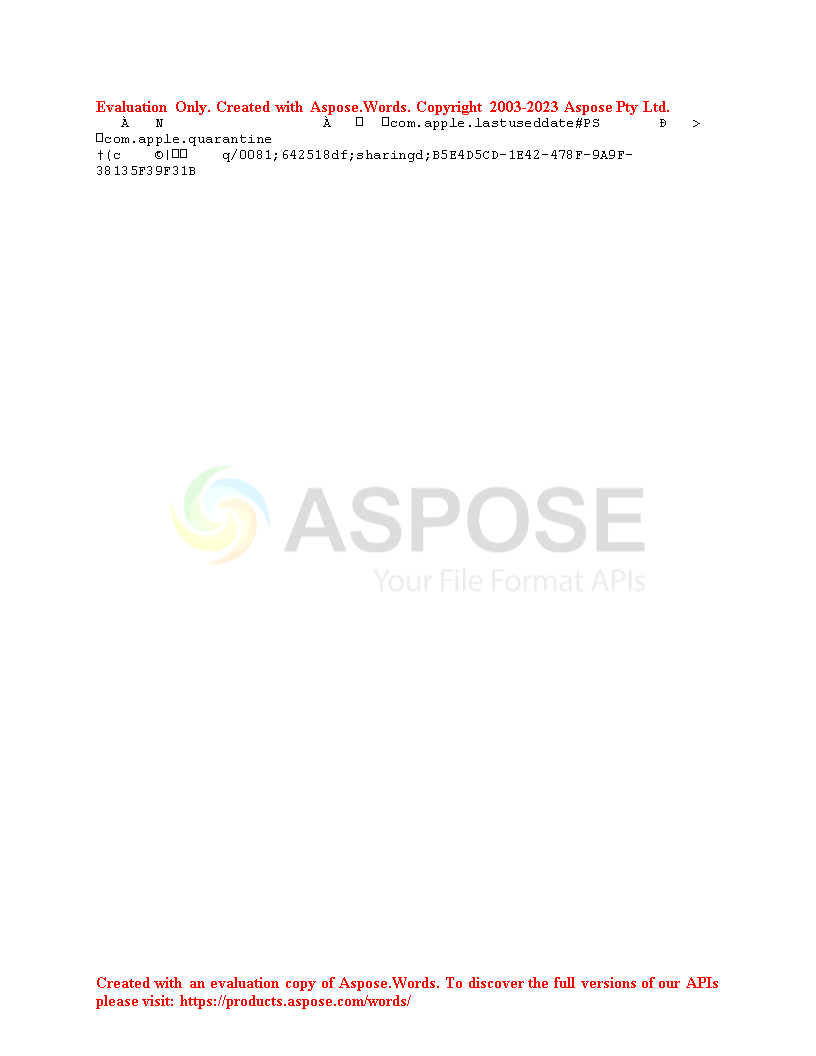 Evaluation Only. Created with Aspose.Words. Copyright 2003-2023 Aspose Pty Ltd.
À N À □ □com.apple.lastuseddate#PS Ð >
□com.apple.quarantine
†(c ©|□□ q/0081;642518df;sharingd;B5E4D5CD-1E42-478F-9A9F-
38135F39F31B
ASPOSE
Your File Format APIs
Created with an evaluation copy of Aspose.Words. To discover the full versions of our APIs
please visit: https://products.aspose.com/words/